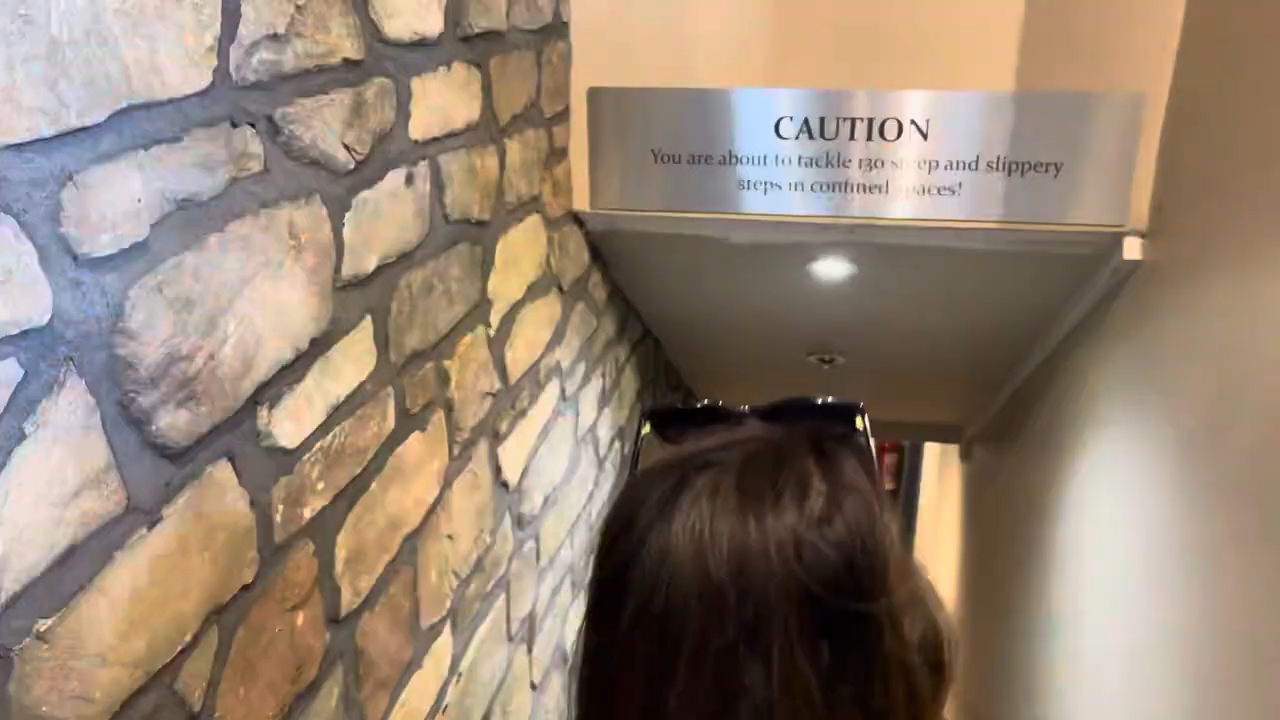 CAUTION
You are about to tackle 130 steep and slippery
steps in confined spaces!